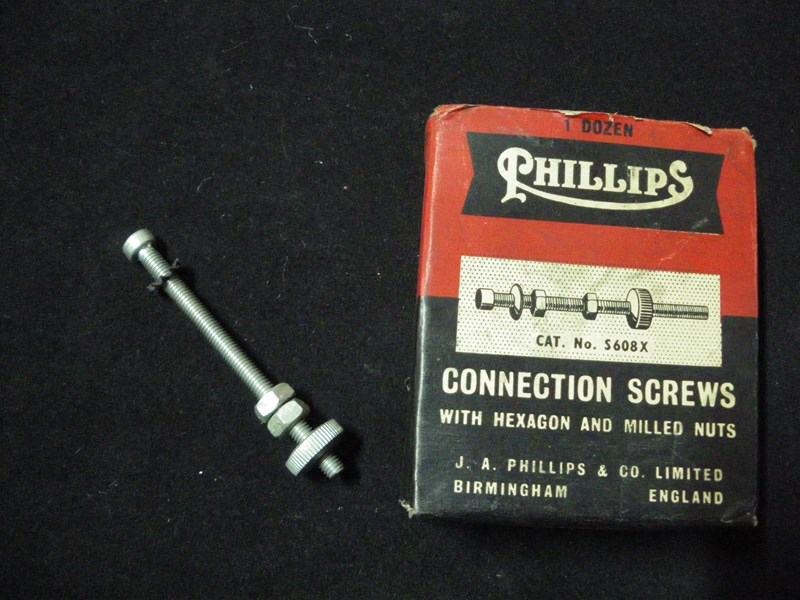 1 DOZEN
PHILLIPS
CAT. No. S608X
CONNECTION SCREWS
WITH HEXAGON AND MILLED NUTS
J. A. PHILLIPS & CO. LIMITED
BIRMINGHAM ENGLAND